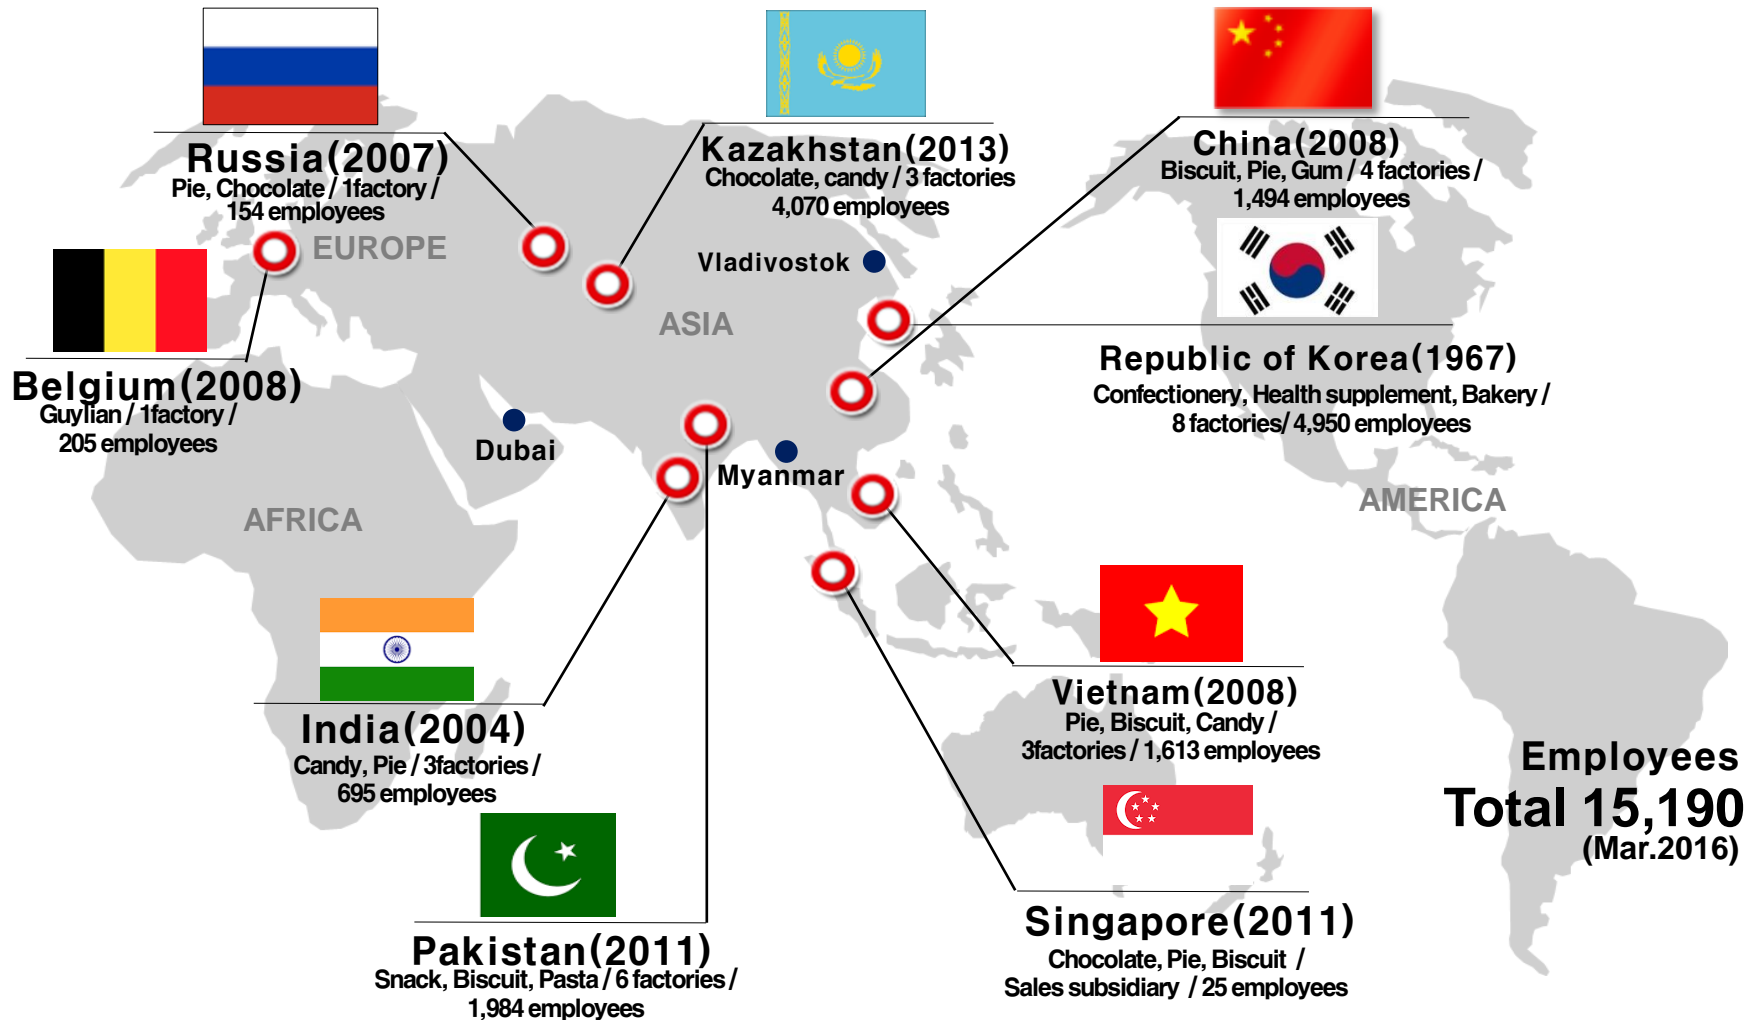 Russia(2007)
Pie, Chocolate / 1factory /
154 employees
Kazakhstan(2013)
Chocolate, candy / 3 factories
4,070 employees
China(2008)
Biscuit, Pie, Gum / 4 factories /
1,494 employees
EUROPE
Vladivostok
ASIA
Republic of Korea(1967)
Confectionery, Health supplement, Bakery /
8 factories/ 4,950 employees
Belgium(2008)
Guylian / 1factory /
205 employees
Dubai
Myanmar
AFRICA
AMERICA
India(2004)
Candy, Pie / 3factories /
695 employees
Vietnam(2008)
Pie, Biscuit, Candy /
3factories / 1,613 employees
Employees
Total 15,190
(Mar.2016)
Pakistan(2011)
Snack, Biscuit, Pasta / 6 factories /
1,984 employees
Singapore(2011)
Chocolate, Pie, Biscuit /
Sales subsidiary / 25 employees